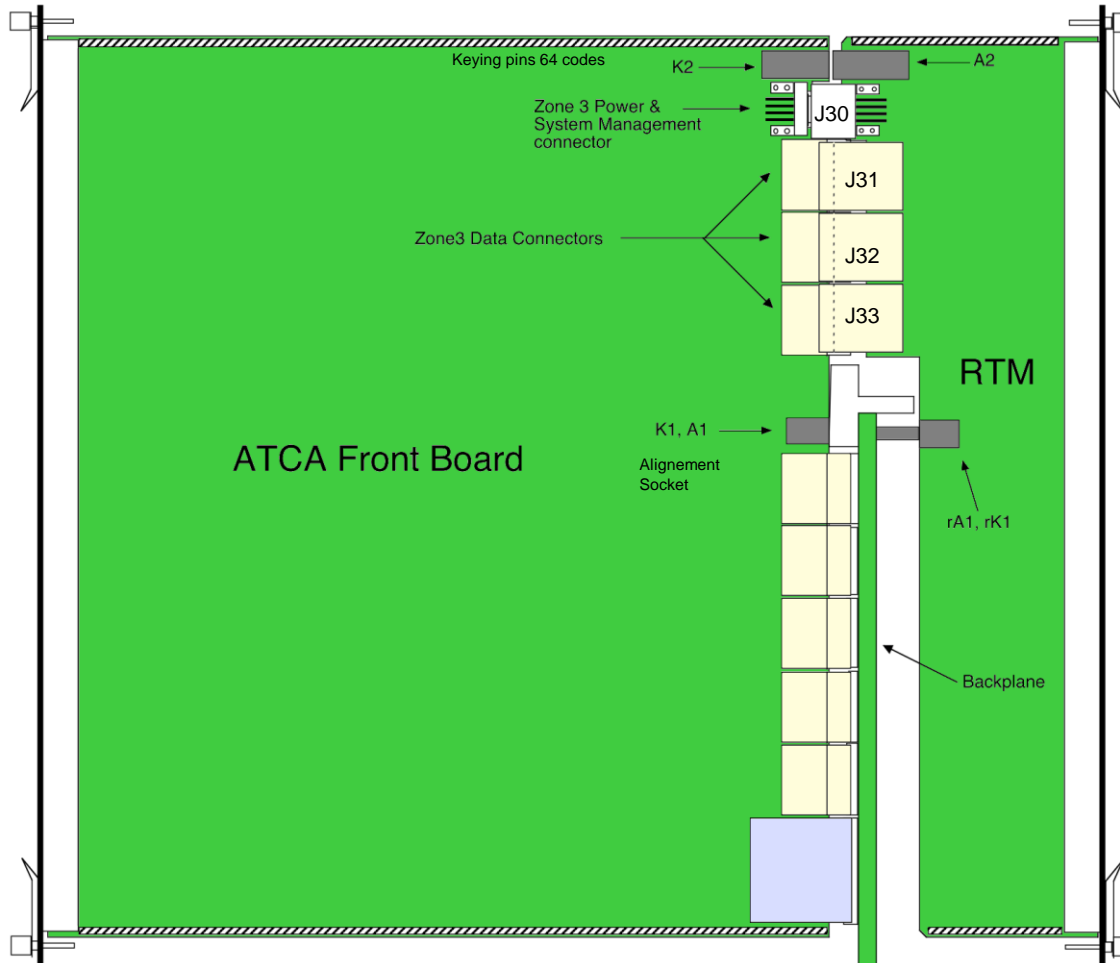 Keying pins 64 codes
K2
A2
Zone 3 Power &
System Management
connector
J30
J31
Zone3 Data Connectors
J32
J33
RTM
K1, A1
ATCA Front Board
Alignement
Socket
rA1, rK1
Backplane